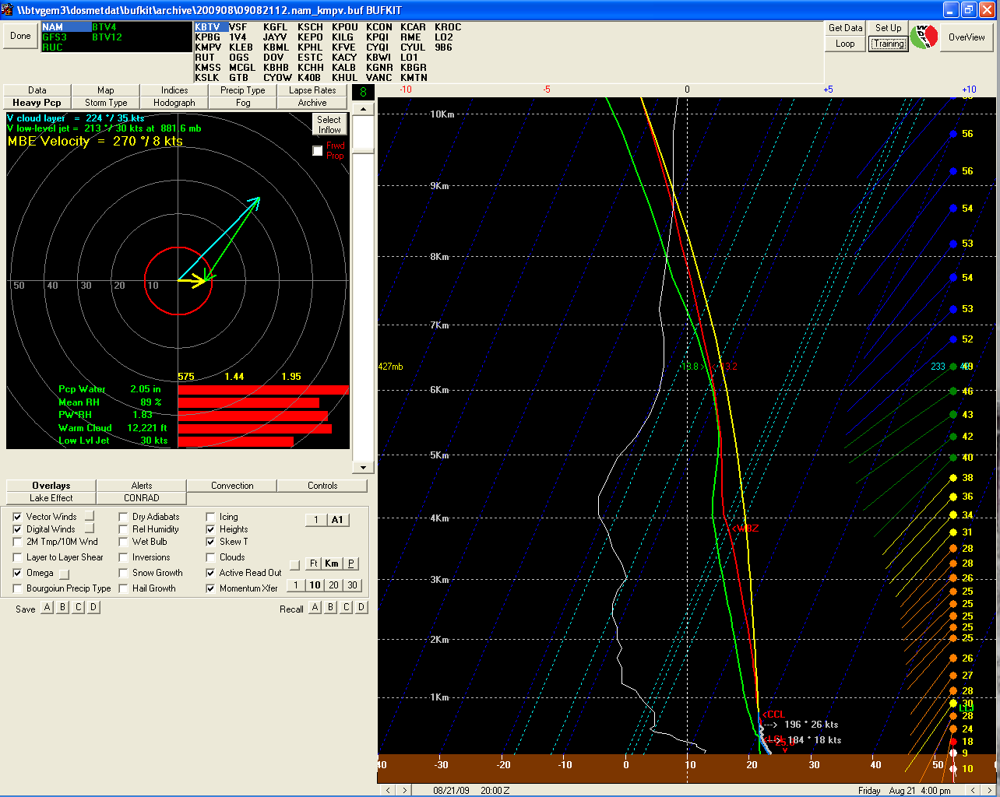 \\btvgem3\dosmetdat\bufkit\archive\200908\09082112.nam_kmpv.buf BUFKIT
Done
NAM BTV4
GFS3 BTV12
RUC
KBTV VSF KGFL KSCH KPOU KCON KCAR KROC
KPBG 1V4 JAYV KEPO KILG KPQI RME LO2
KMPV KLEB KBML KPHL KFVE CYQI CYUL 9B6
RUT OGS DOV ESTC KACY KBWI LO1
KMSS MCGL KBHB KCHH KALB KGNR KBGR
KSLK GTB CYOW K40B KHUL VANC KMTN
Get Data Set Up
Loop Training
OverView
Data Map Indices Precip Type Lapse Rates
Heavy Pcp Storm Type Hodograph Fog Archive
8
V cloud layer = 224 °/ 35 kts
V low-level jet = 213 °/ 30 kts at 881.6 mb
MBE Velocity = 270 °/ 8 kts
Select Inflow
Frwd Prop
50 40 30 20 10
575 1.44 1.95
Pcp Water 2.05 in
Mean RH 89 %
PW*RH 1.83
Warm Cloud 12,221 ft
Low Lvl Jet 30 kts
Overlays Alerts Convection Controls
Lake Effect CONRAD
Vector Winds Dry Adiabats Icing 1 A1
Digital Winds Rel Humidity Heights
2M Tmp/10M Wnd Wet Bulb Skew T
Layer to Layer Shear Inversions Clouds Ft Km P
Omega Snow Growth Active Read Out
Bourgoiun Precip Type Hail Growth Momentum Xfer 1 10 20 30
Save A B C D Recall A B C D
-10 -5 0 +5 +10
10Km
56
9Km
56
54
53
8Km
54
53
7Km
52
427mb
13.8 > < 13.2
233
6Km
46
43
42
5Km
40
38
36
4Km
34
<WBZ
31
28
28
3Km
26
25
25
25
25
2Km
25
26
27
1Km
28
30
LLJ
<CCL
28
---> 196 * 26 kts
24
<LCL
---> 184 * 18 kts
18
9
10
-10 0 10 20 30 40 50
08/21/09 20:00Z
Friday Aug 21 4:00 pm